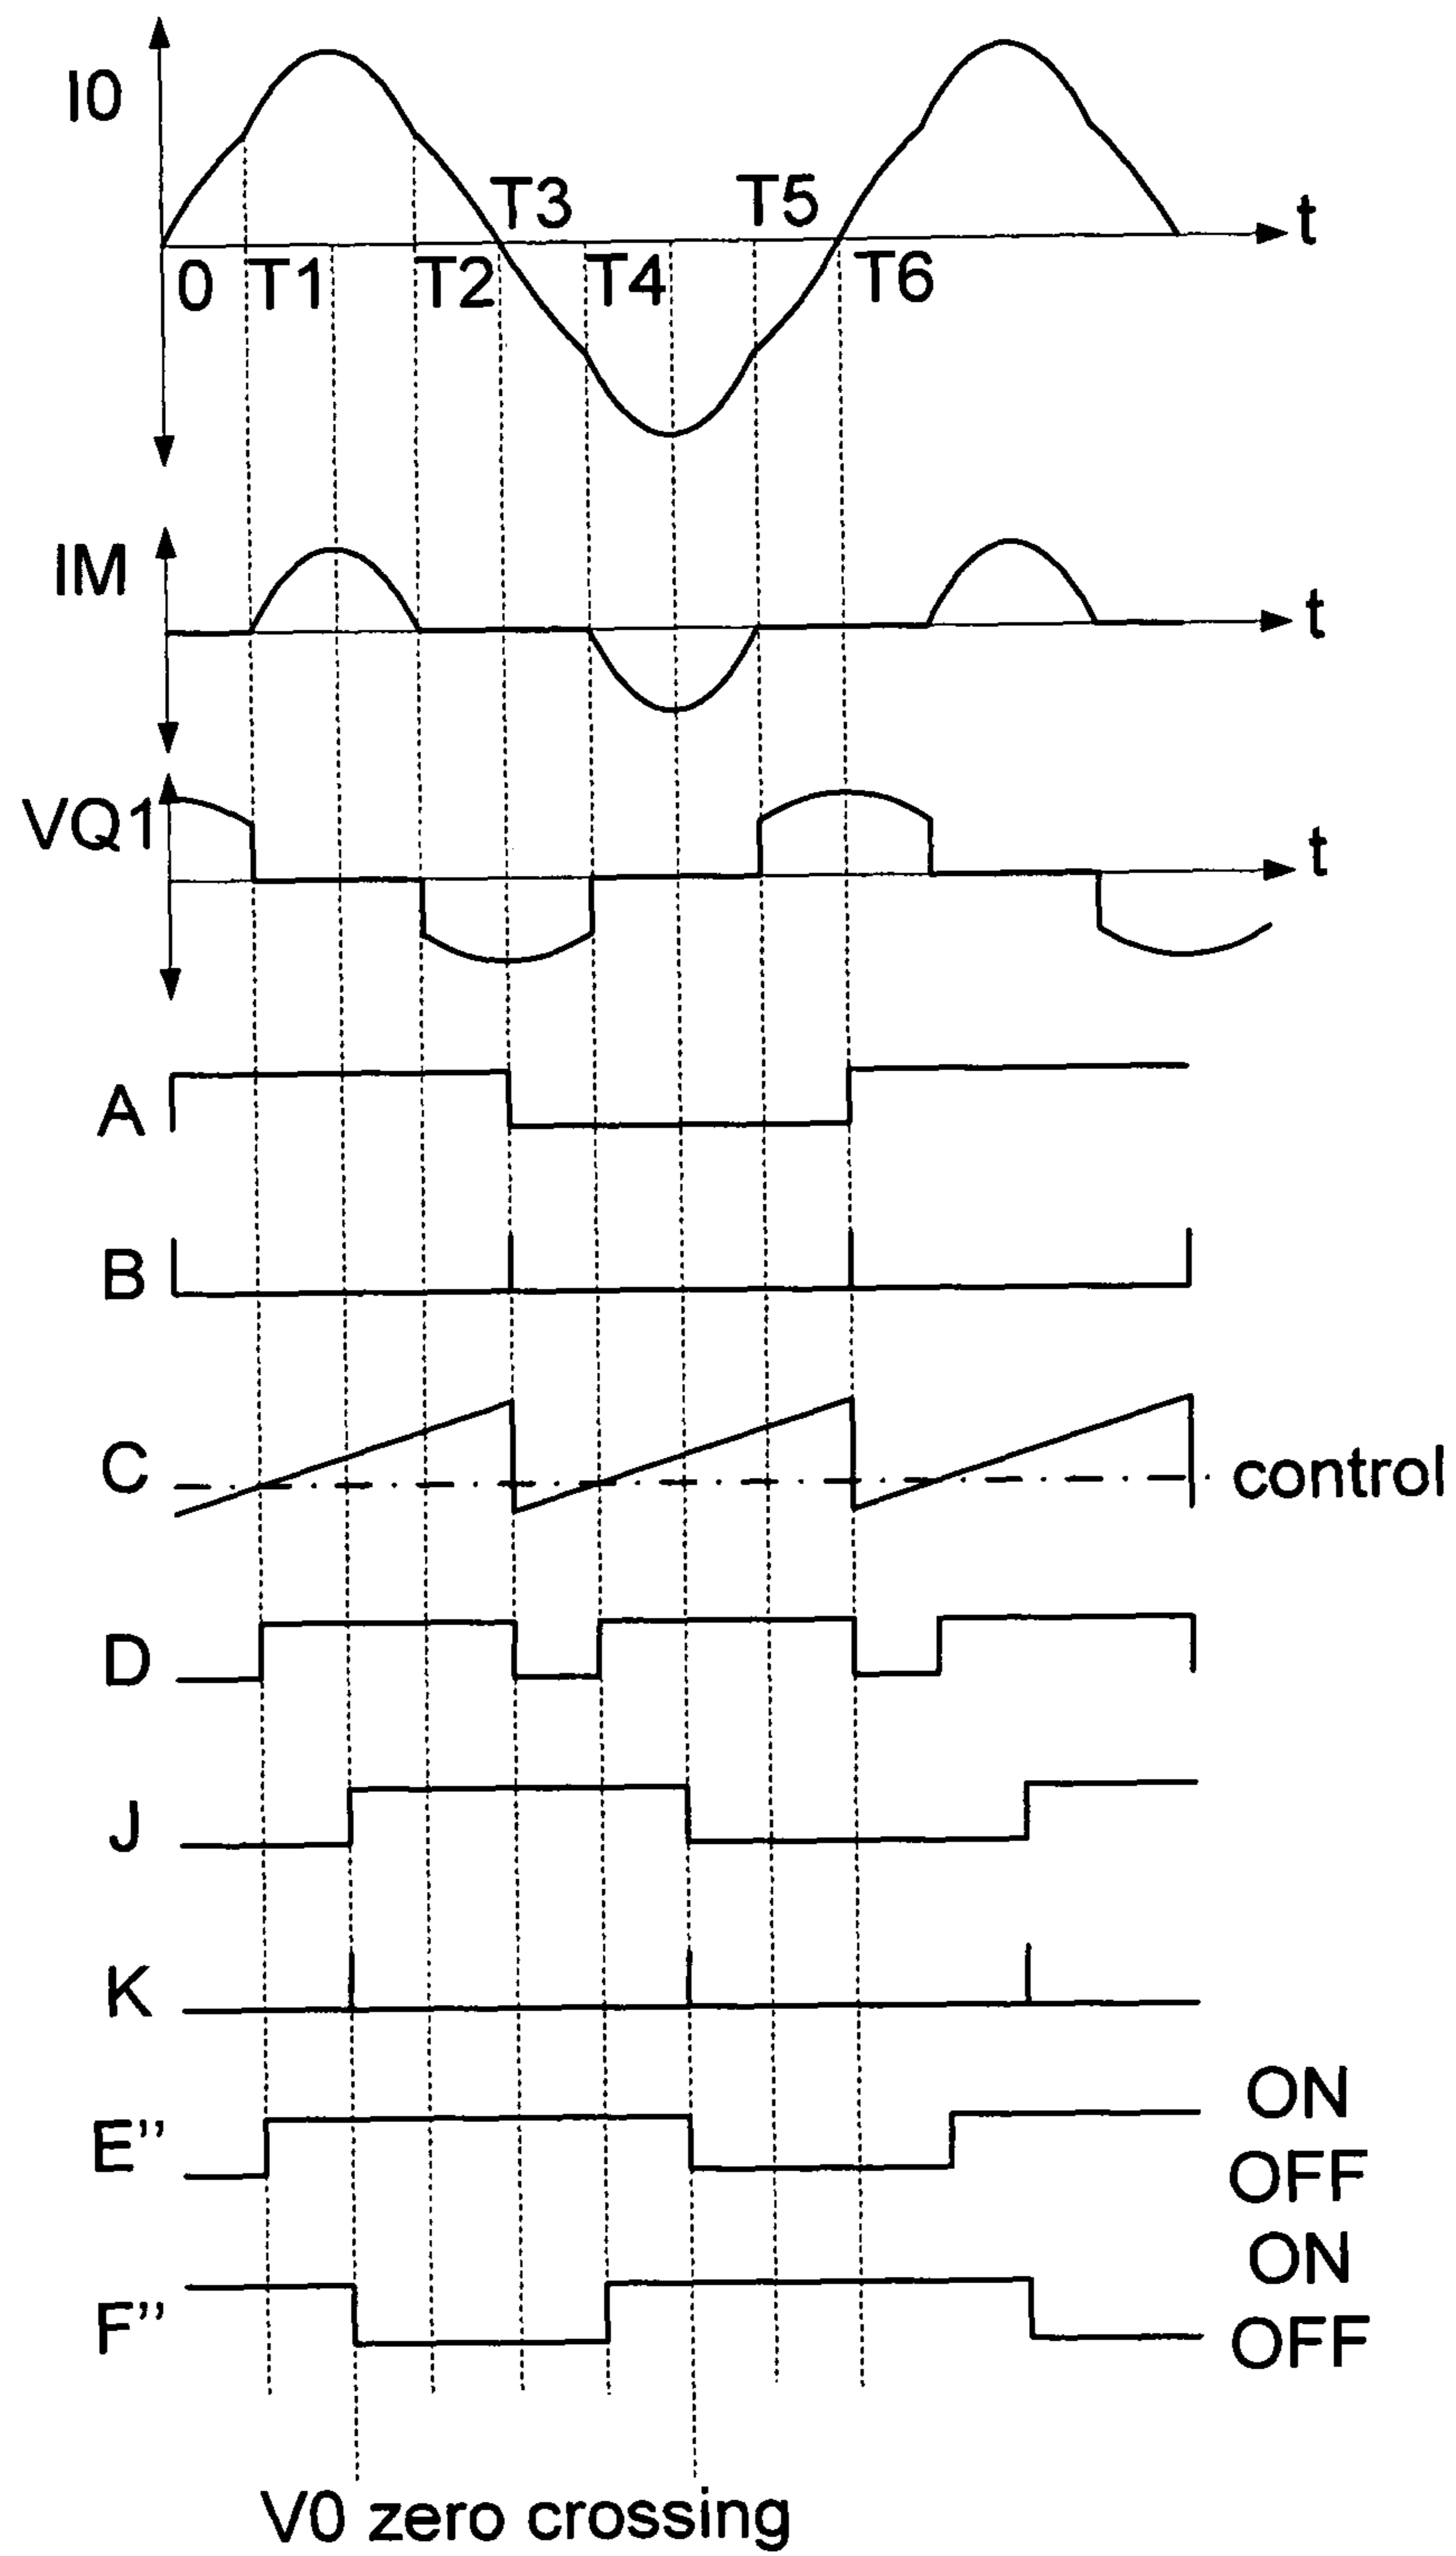 I0
T3
T5
t
0
T1
T2
T4
T6
IM
t
VQ1
t
A
B
C
control
D
J
K
E”
ON
OFF
F”
ON
OFF
V0 zero crossing